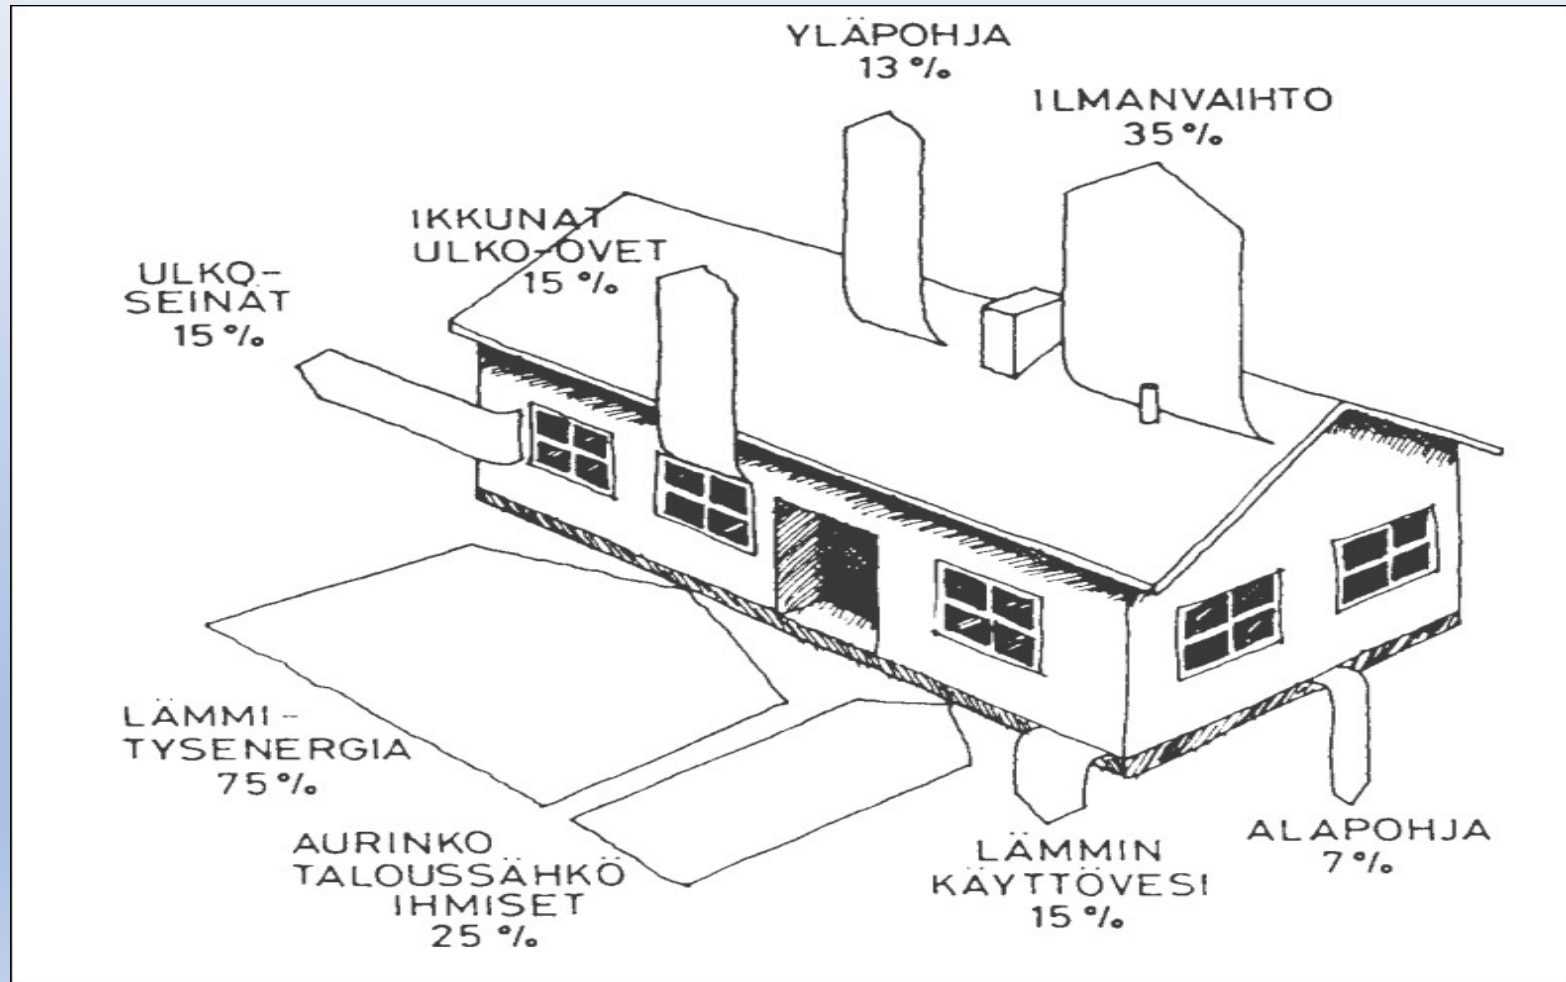 YLÄPOHJA
13 %
ILMANVAIHTO
35 %
IKKUNAT
ULKO-OVET
15 %
ULKO-
SEINÄT
15 %
LÄMMI-
TYSENERGIA
75 %
AURINKO
TALOUSSÄHKÖ
IHMISET
25 %
LÄMMIN
KÄYTTÖVESI
15 %
ALAPOHJA
7 %